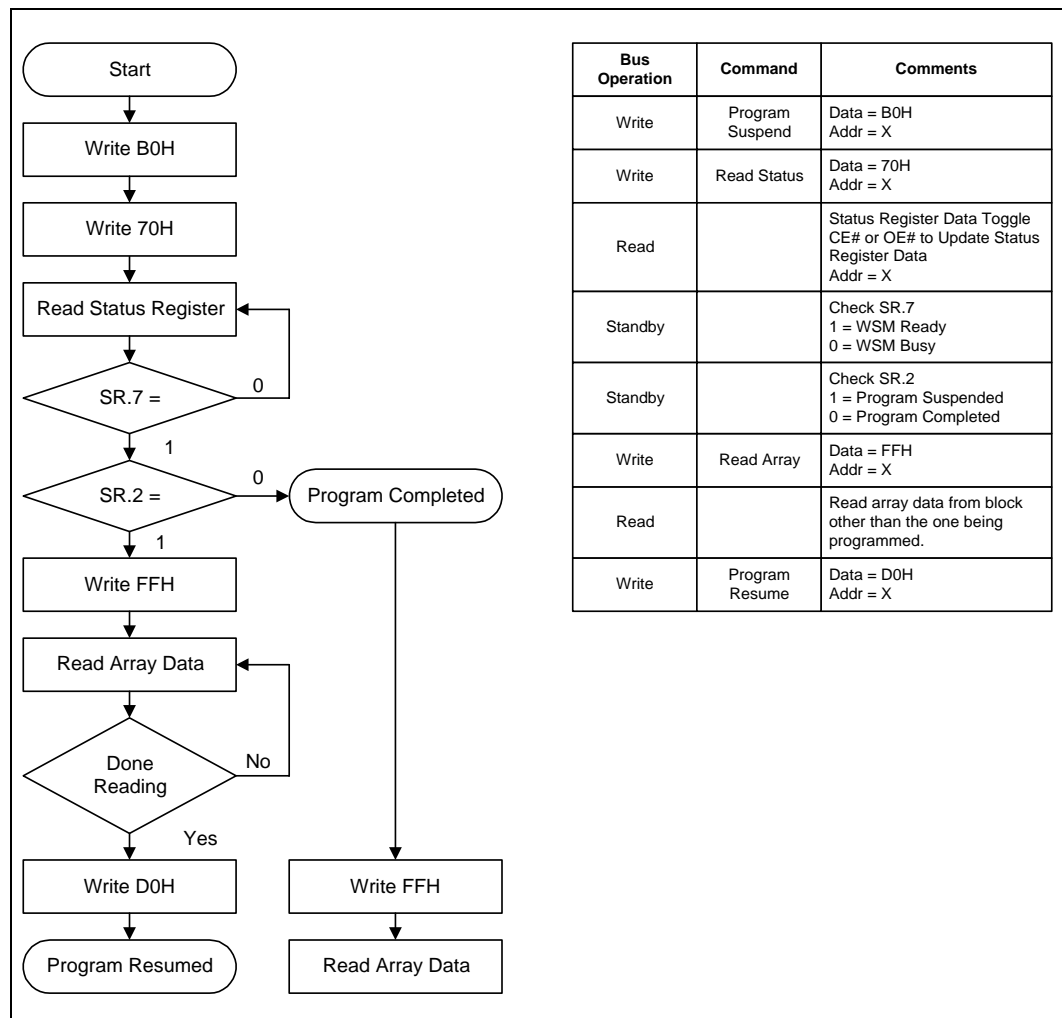 Start
Write B0H
Write 70H
Read Status Register
SR.7 =
0
1
SR.2 =
0
Program Completed
1
Write FFH
Read Array Data
Done
Reading
No
Yes
Write D0H
Program Resumed
Write FFH
Read Array Data
Bus
Operation
Command
Comments
Write
Program
Suspend
Data = B0H
Addr = X
Write
Read Status
Data = 70H
Addr = X
Read
Status Register Data Toggle
CE# or OE# to Update Status
Register Data
Addr = X
Standby
Check SR.7
1 = WSM Ready
0 = WSM Busy
Standby
Check SR.2
1 = Program Suspended
0 = Program Completed
Write
Read Array
Data = FFH
Addr = X
Read
Read array data from block
other than the one being
programmed.
Write
Program
Resume
Data = D0H
Addr = X